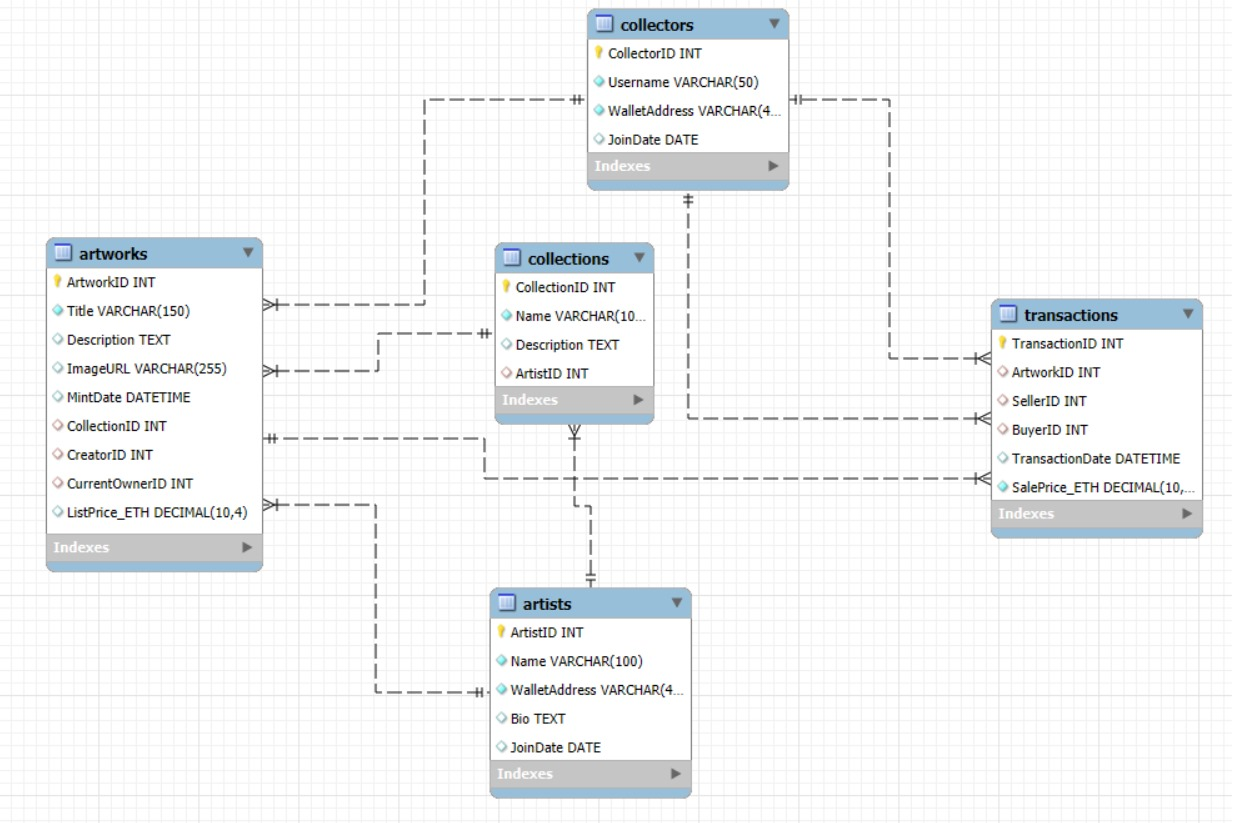 collectors
CollectorID INT
Username VARCHAR(50)
WalletAddress VARCHAR(4...
JoinDate DATE
Indexes
artworks
ArtworkID INT
Title VARCHAR(150)
Description TEXT
ImageURL VARCHAR(255)
MintDate DATETIME
CollectionID INT
CreatorID INT
CurrentOwnerID INT
ListPrice_ETH DECIMAL(10,4)
Indexes
collections
CollectionID INT
Name VARCHAR(10...
Description TEXT
ArtistID INT
Indexes
transactions
TransactionID INT
ArtworkID INT
SellerID INT
BuyerID INT
TransactionDate DATETIME
SalePrice_ETH DECIMAL(10,...
Indexes
artists
ArtistID INT
Name VARCHAR(100)
WalletAddress VARCHAR(4...
Bio TEXT
JoinDate DATE
Indexes